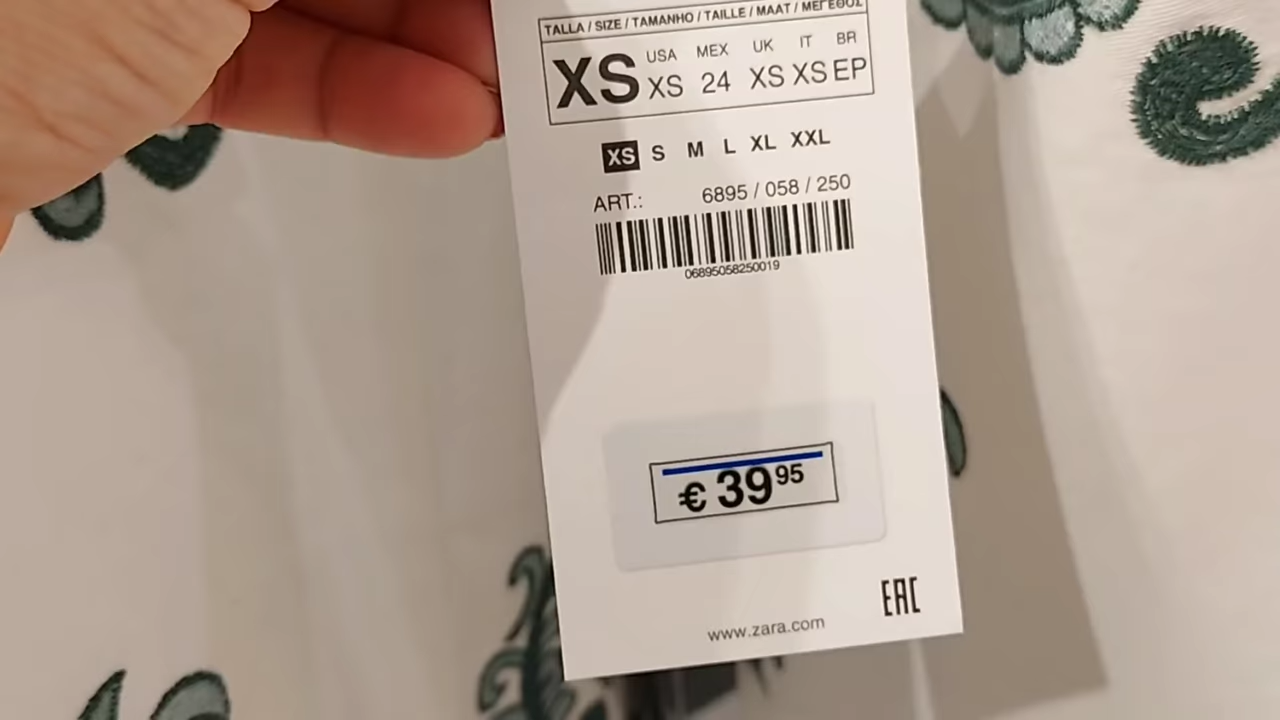 TALLA / SIZE / TAMANHO / TAILLE / MAAT / ΜΕΓΕΘΟΣ
USA MEX UK IT BR
XS XS 24 XS XS EP
XS S M L XL XXL
ART.: 6895 / 058 / 250
06895058250019
€ 39 95
EAC
www.zara.com